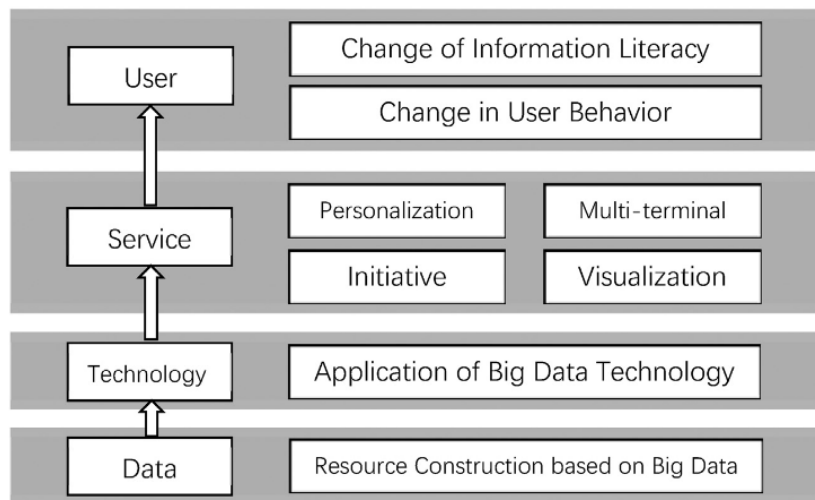 User
Change of Information Literacy
Change in User Behavior
Service
Personalization
Multi-terminal
Initiative
Visualization
Technology
Application of Big Data Technology
Data
Resource Construction based on Big Data